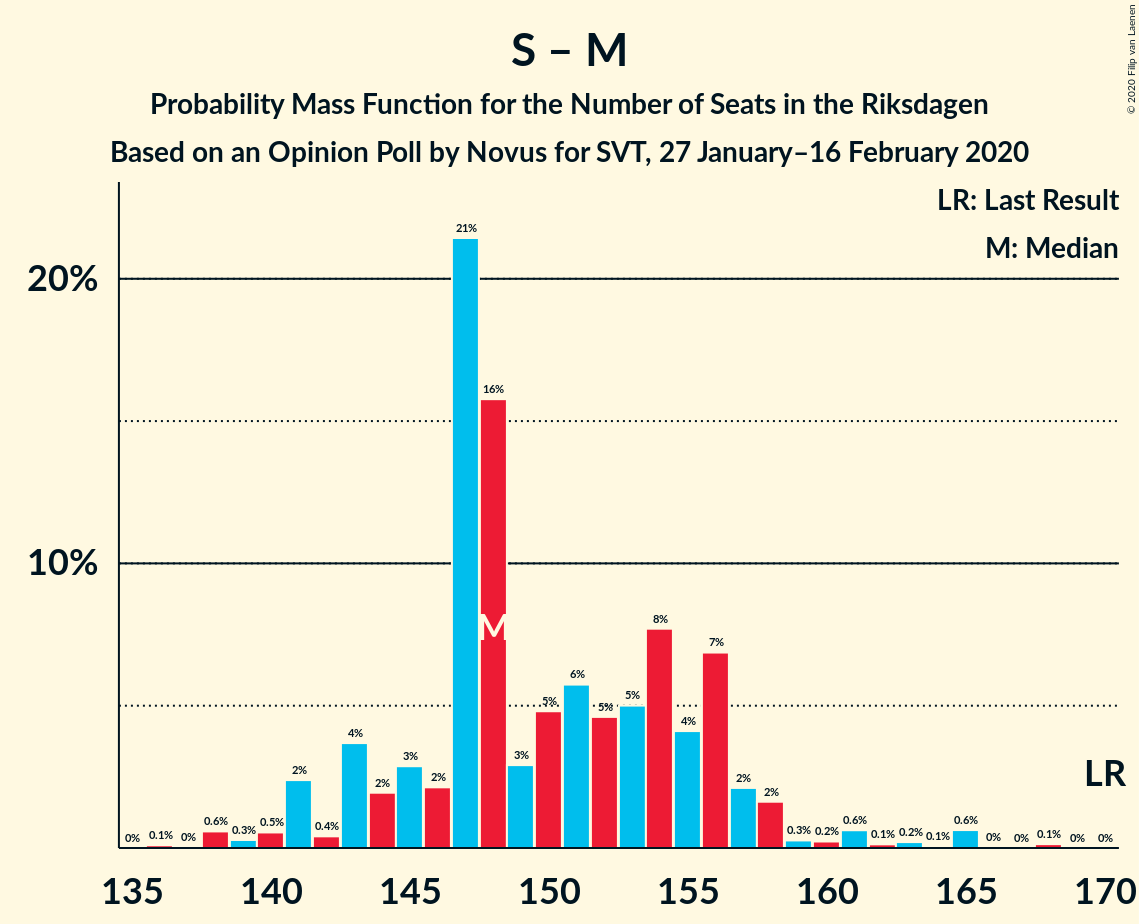 S – M
Probability Mass Function for the Number of Seats in the Riksdagen
Based on an Opinion Poll by Novus for SVT, 27 January–16 February 2020
© 2020 Filip van Laenen
LR: Last Result
M: Median
20%
10%
0% 0.1% 0% 0.6% 0.3% 0.5% 2% 0.4% 4% 2% 3% 2% 21% 16% 3% 5% 6% 5% 5% 8% 4% 7% 2% 2% 0.3% 0.2% 0.6% 0.1% 0.2% 0.1% 0.6% 0% 0% 0.1% 0% 0%
M
LR
135 140 145 150 155 160 165 170